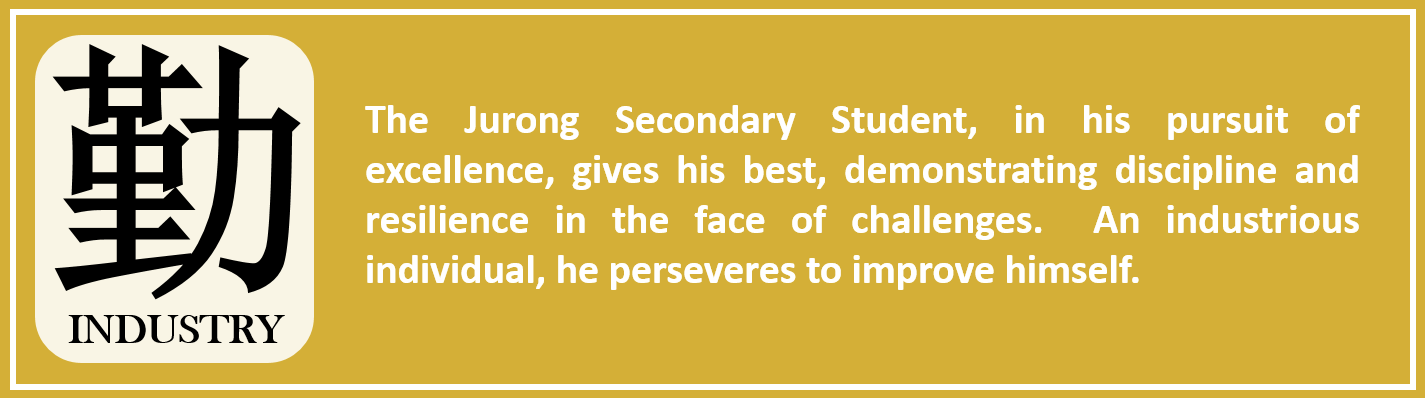 勤
INDUSTRY
The Jurong Secondary Student, in his pursuit of
excellence, gives his best, demonstrating discipline and
resilience in the face of challenges.  An industrious
individual, he perseveres to improve himself.